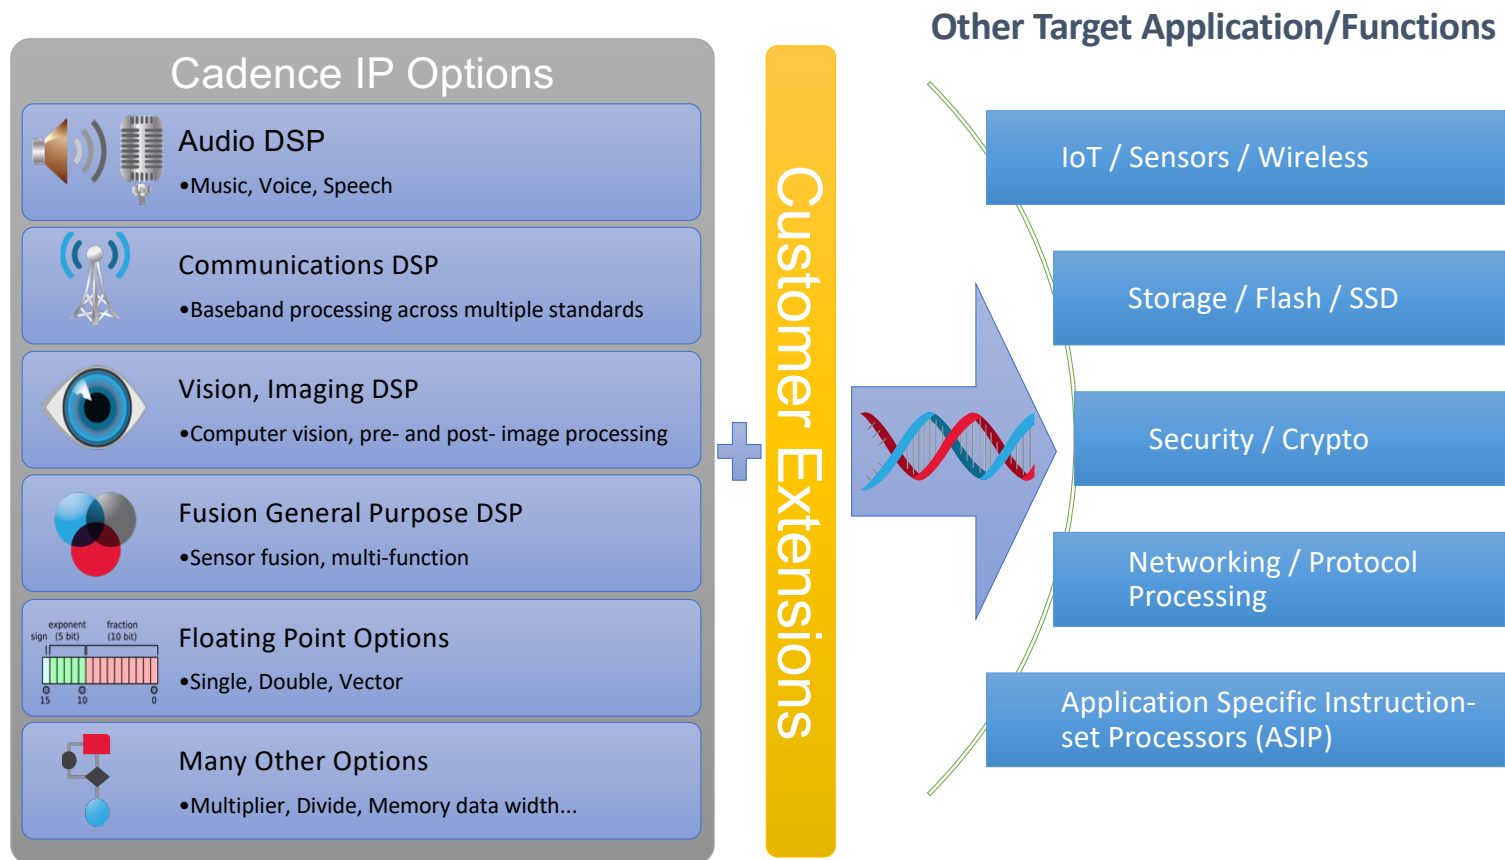 Other Target Application/Functions
Cadence IP Options
Audio DSP
•Music, Voice, Speech
Communications DSP
•Baseband processing across multiple standards
Vision, Imaging DSP
•Computer vision, pre- and post- image processing
Fusion General Purpose DSP
•Sensor fusion, multi-function
exponent fraction
sign (5 bit) (10 bit)
15 10 0
Floating Point Options
•Single, Double, Vector
Many Other Options
•Multiplier, Divide, Memory data width...
Customer Extensions
IoT / Sensors / Wireless
Storage / Flash / SSD
Security / Crypto
Networking / Protocol
Processing
Application Specific Instruction-
set Processors (ASIP)